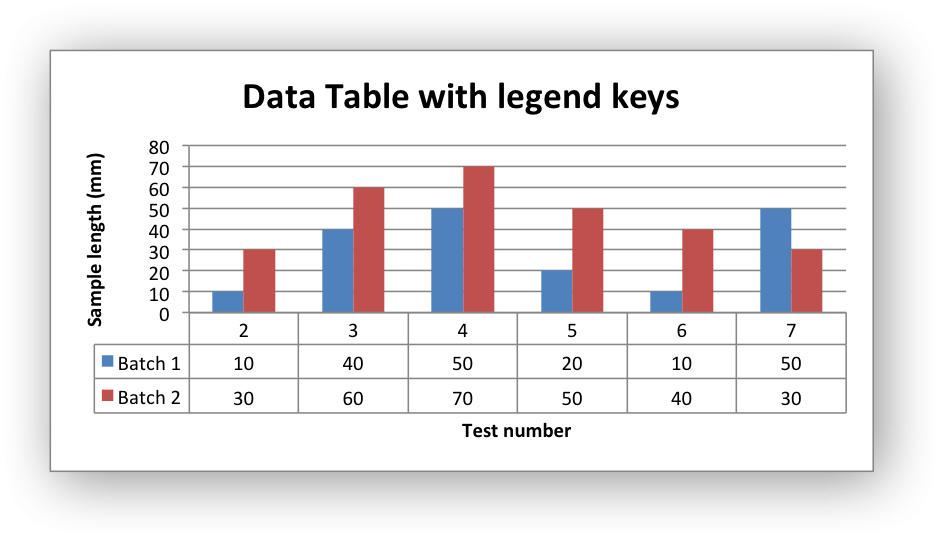 Data Table with legend keys
Sample length (mm)
80
70
60
50
40
30
20
10
0
2 3 4 5 6 7
Batch 1 10 40 50 20 10 50
Batch 2 30 60 70 50 40 30
Test number